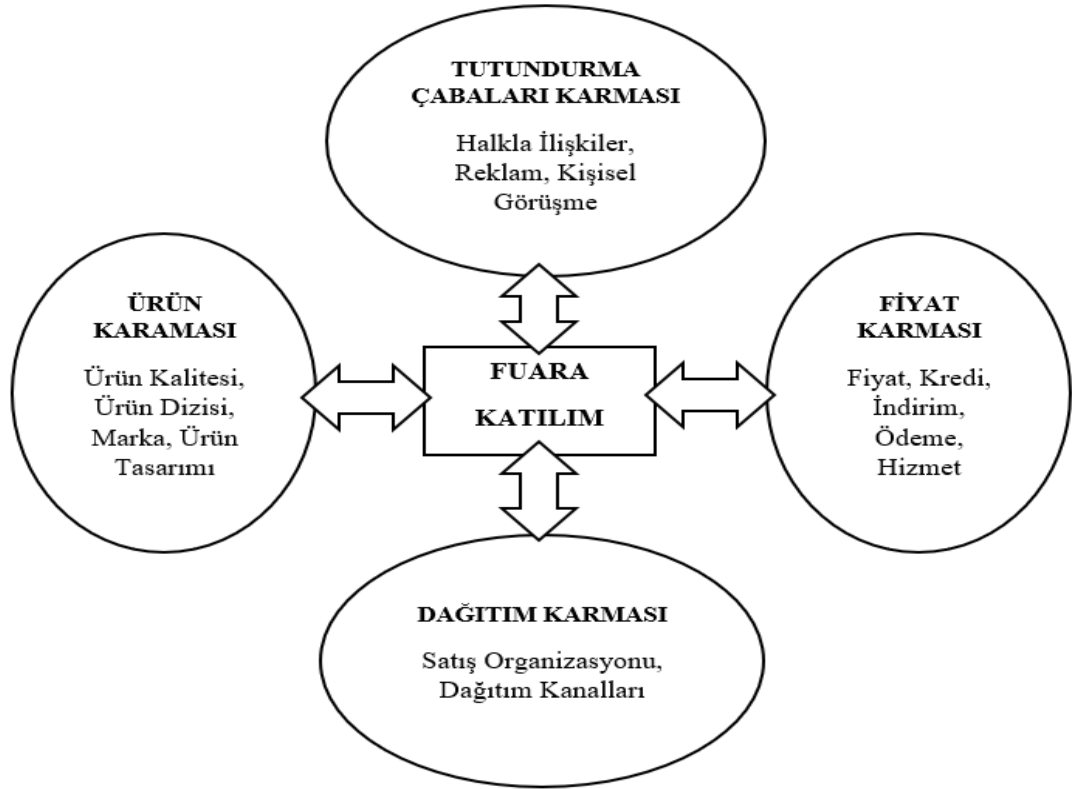 TUTUNDURMA
ÇABALARI KARMASI
Halkla İlişkiler,
Reklam, Kişisel
Görüşme
ÜRÜN
KARAMASI
Ürün Kalitesi,
Ürün Dizisi,
Marka, Ürün
Tasarımı
FUARA
KATILIM
FİYAT
KARMASI
Fiyat, Kredi,
İndirim,
Ödeme,
Hizmet
DAĞITIM KARMASI
Satış Organizasyonu,
Dağıtım Kanalları